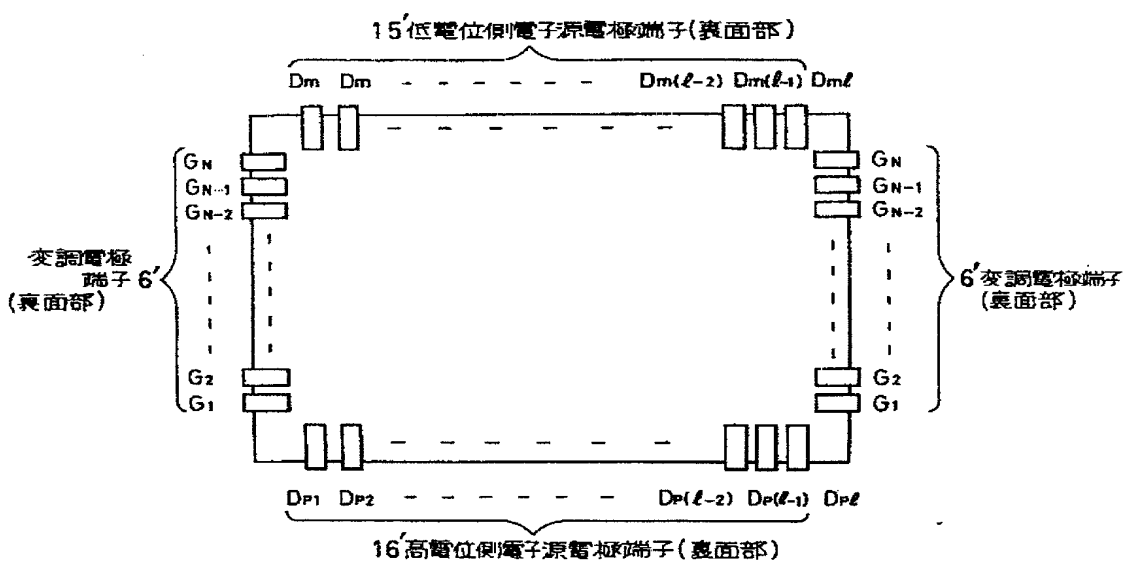 15′低電位側電子源電極端子(裏面部)
Dm Dm - - - - - - Dm(ℓ-2) Dm(ℓ-1) Dmℓ
GN
GN-1
GN-2
変調電極
端子6′
(裏面部)
G2
G1
GN
GN-1
GN-2
6′変調電極端子
(裏面部)
G2
G1
DP1 DP2 - - - - - - DP(ℓ-2) DP(ℓ-1) DPℓ
16′高電位側電子源電極端子(裏面部)